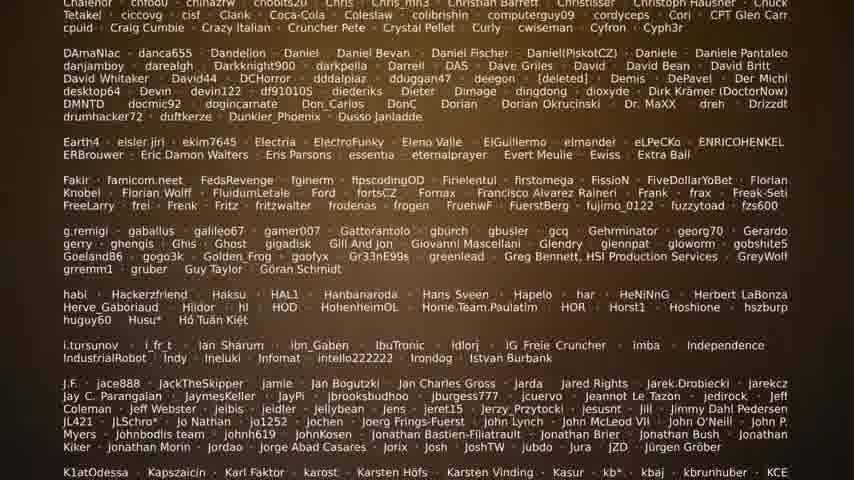 Chalenor · cnf0d0 · chinazrw · chobits20 · Chris · Chris_mh3 · Christian Barrett · Christisser · Christoph Hausner · Chuck
Tetakel · ciccovg · cisf · Clank · Coca-Cola · Coleslaw · colibrishin · computerguy09 · cordyceps · Cori · CPT Glen Carr
cpuid · Craig Cumbie · Crazy Italian · Cruncher Pete · Crystal Pellet · Curly · cwiseman · Cyfron · Cyph3r
DAmaNiac · danca655 · Dandelion · Daniel · Daniel Bevan · Daniel Fischer · Daniel(PiskotCZ) · Daniele · Daniele Pantaleo
danjamboy · darealgh · Darkknight900 · darkpella · Darrell · DAS · Dave Griles · David · David Bean · David Britt
David Whitaker · David44 · DCHorror · dddalpiaz · dduggan47 · deegon · [deleted] · Demis · DePavel · Der Michl
desktop64 · Devin · devin122 · df910105 · diederiks · Dieter · Dimage · dingdong · dioxyde · Dirk Krämer (DoctorNow)
DMNTD · docmic92 · dogincarnate · Don_Carlos · DonC · Dorian · Dorian Okrucinski · Dr. MaXX · dreh · Drizzdt
drumhacker72 · duftkerze · Dunkler_Phoenix · Dusso Janladde
Earth4 · eisler jiri · ekim7645 · Electria · ElectroFunky · Eleno Valle · ElGuillermo · elmander · eLPeCKo · ENRICOHENKEL
ERBrouwer · Eric Damon Walters · Eris Parsons · essentia · eternalprayer · Evert Meulie · Ewiss · Extra Ball
Fakir · famicom.neet · FedsRevenge · fginerm · fipscodingOD · Firielentul · firstomega · FissioN · FiveDollarYoBet · Florian
Knobel · Florian Wolff · FluidumLetale · Ford · fortsCZ · Fornax · Francisco Alvarez Raineri · Frank · frax · Freak-Seti
FreeLarry · frei · Frenk · Fritz · fritzwalter · frodenas · frogen · FruehwF · FuerstBerg · fujimo_0122 · fuzzytoad · fzs600
g.remigi · gaballus · galileo67 · gamer007 · Gattorantolo · gburch · gbusler · gcq · Gehrminator · georg70 · Gerardo
gerry · ghengis · Ghis · Ghost · gigadisk · Gill And Jon · Giovanni Mascellani · Glendry · glennpat · gloworm · gobshite5
Goeland86 · gogo3k · Golden_Frog · goofyx · Gr33nE99s · greenlead · Greg Bennett, HSI Production Services · GreyWolf
grremm1 · gruber · Guy Taylor · Göran Schmidt
habi · Hackerzfriend · Haksu · HAL1 · Hanbanaroda · Hans Sveen · Hapelo · har · HeNiNnG · Herbert LaBonza
Herve_Gaboriaud · Hiidor · hl · HOD · HohenheimOL · Home.Team.Paulatim · HOR · Horst1 · Hoshione · hszburp
huguy60 · Husu* · Hồ Tuấn Kiệt
i.tursunov · i_fr_t · Ian Sharum · Ibn_Gaben · IbuTronic · Idlorj · IG_Freie Cruncher · imba · Independence
IndustrialRobot · Indy · Ineluki · Infomat · intello222222 · Irondog · Istvan Burbank
J.F. · jace888 · JackTheSkipper · Jamie · Jan Bogutzki · Jan Charles Gross · Jarda · Jared Rights · Jarek.Drobiecki · Jarekcz
Jay C. Parangalan · JaymesKeller · JayPi · Jbrooksbudhoo · Jburgess777 · jcuervo · Jeannot Le Tazon · jedirock · Jeff
Coleman · Jeff Webster · Jeibis · jeidler · Jellybean · Jens · jeret15 · Jerzy_Przytocki · jesusnt · Jill · Jimmy Dahl Pedersen
JL421 · JLSchro* · Jo Nathan · jo1252 · jochen · Joerg Frings-Fuerst · John Lynch · John McLeod VII · John O'Neill · John P.
Myers · Johnbodlis team · johnh619 · JohnKosen · Jonathan Bastien-Filiatrault · Jonathan Brier · Jonathan Bush · Jonathan
Kiker · jonathan Morin · Jordao · Jorge Abad Casares · Jorix · Josh · JoshTW · jubdo · Jura · JZD · Jürgen Gröber
K1atOdessa · Kapszaicin · Karl Faktor · karost · Karsten Höfs · Karsten Vinding · Kasur · kb* · kbaj · kbrunhuber · KCE